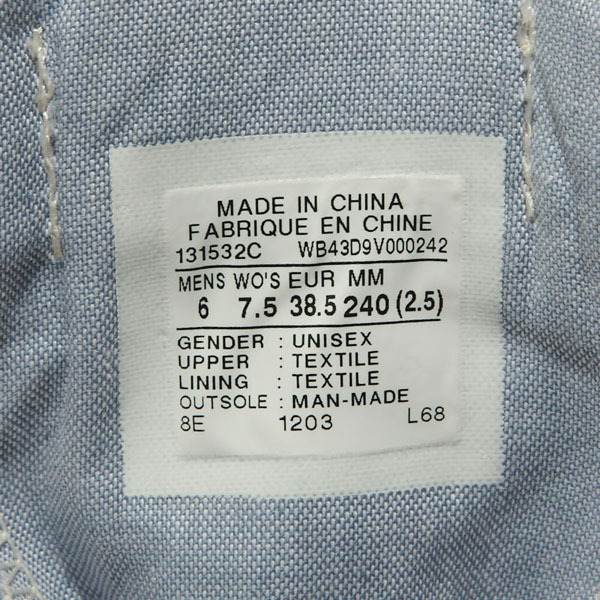 MADE IN CHINA
FABRIQUE EN CHINE
131532C WB43D9V000242
MENS WO'S EUR MM
6 7.5 38.5 240 (2.5)
GENDER : UNISEX
UPPER : TEXTILE
LINING : TEXTILE
OUTSOLE : MAN-MADE
8E 1203 L68